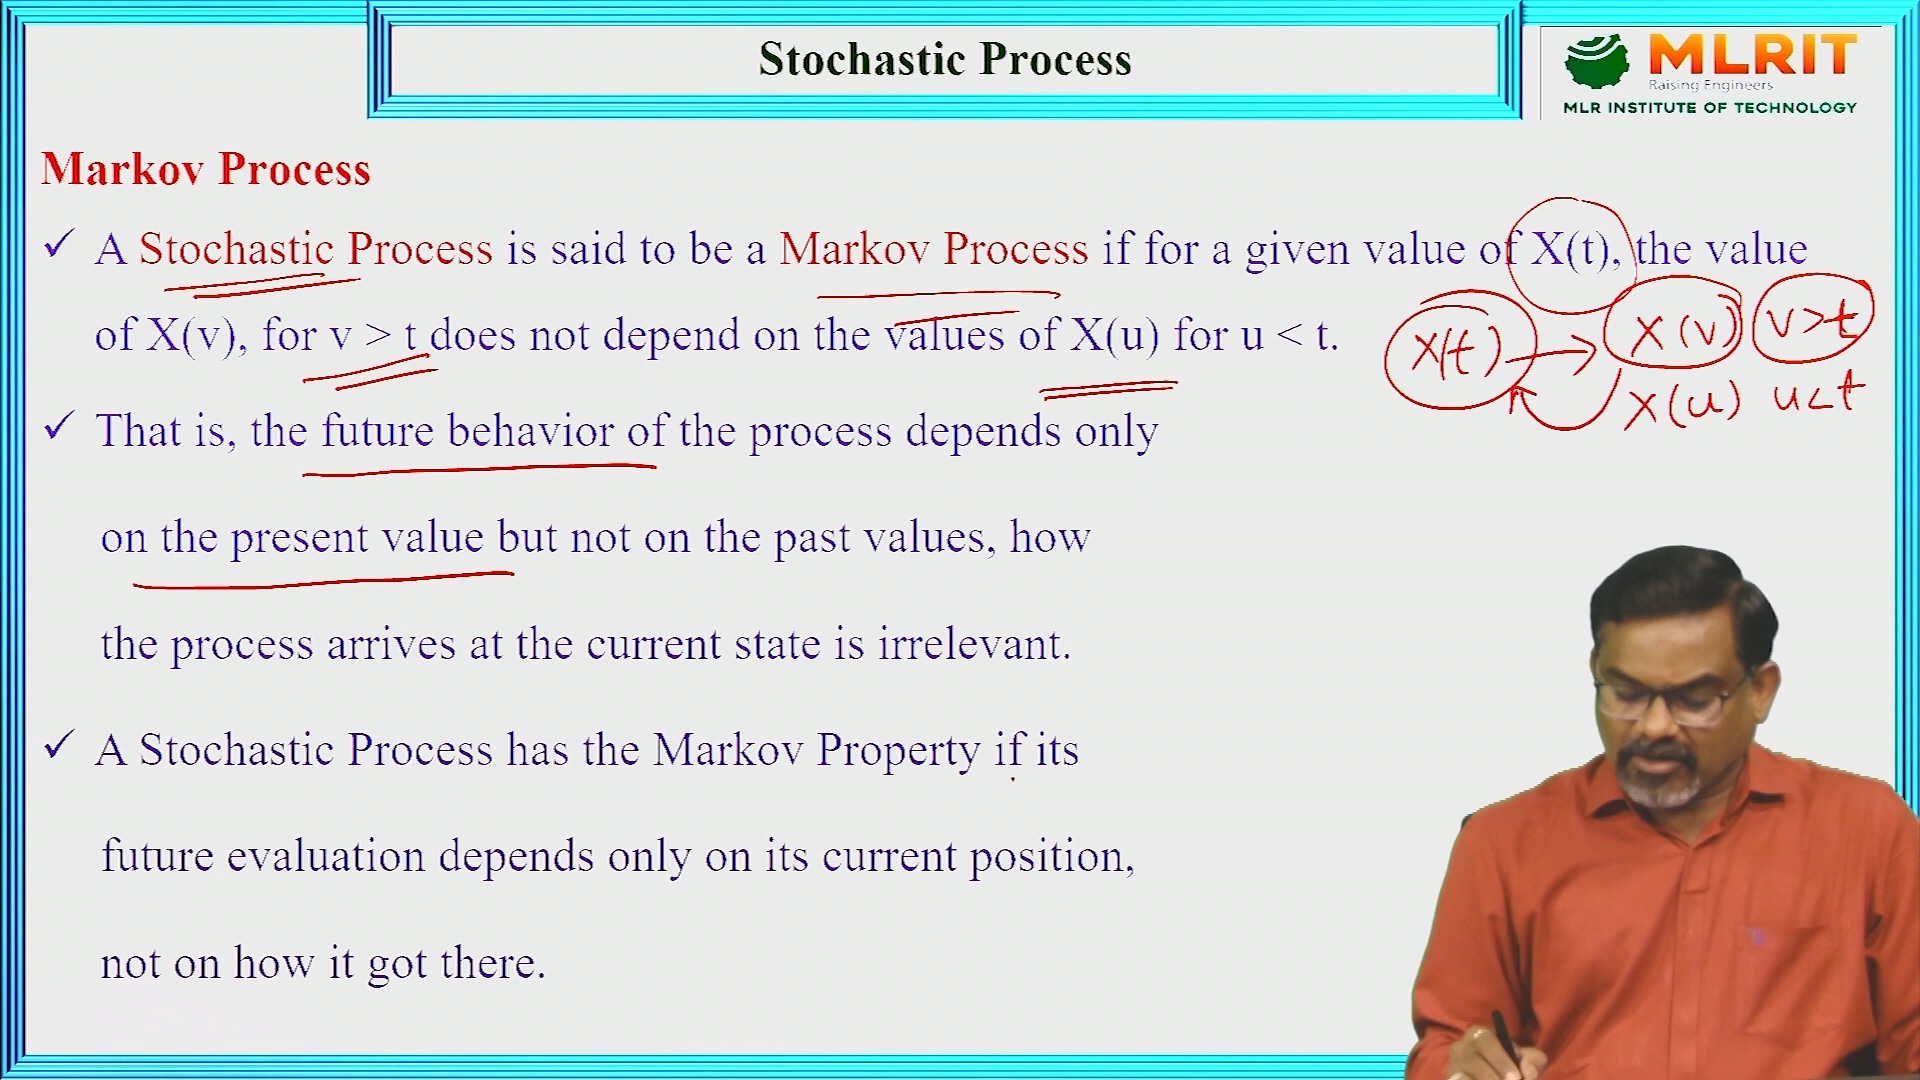 Stochastic Process
MLRIT
Raising Engineers
MLR INSTITUTE OF TECHNOLOGY
Markov Process
✓ A Stochastic Process is said to be a Markov Process if for a given value of X(t), the value
of X(v), for v > t does not depend on the values of X(u) for u < t.
X(t) → X(v) v>t
X(u) u<t
✓ That is, the future behavior of the process depends only
on the present value but not on the past values, how
the process arrives at the current state is irrelevant.
✓ A Stochastic Process has the Markov Property if its
future evaluation depends only on its current position,
not on how it got there.